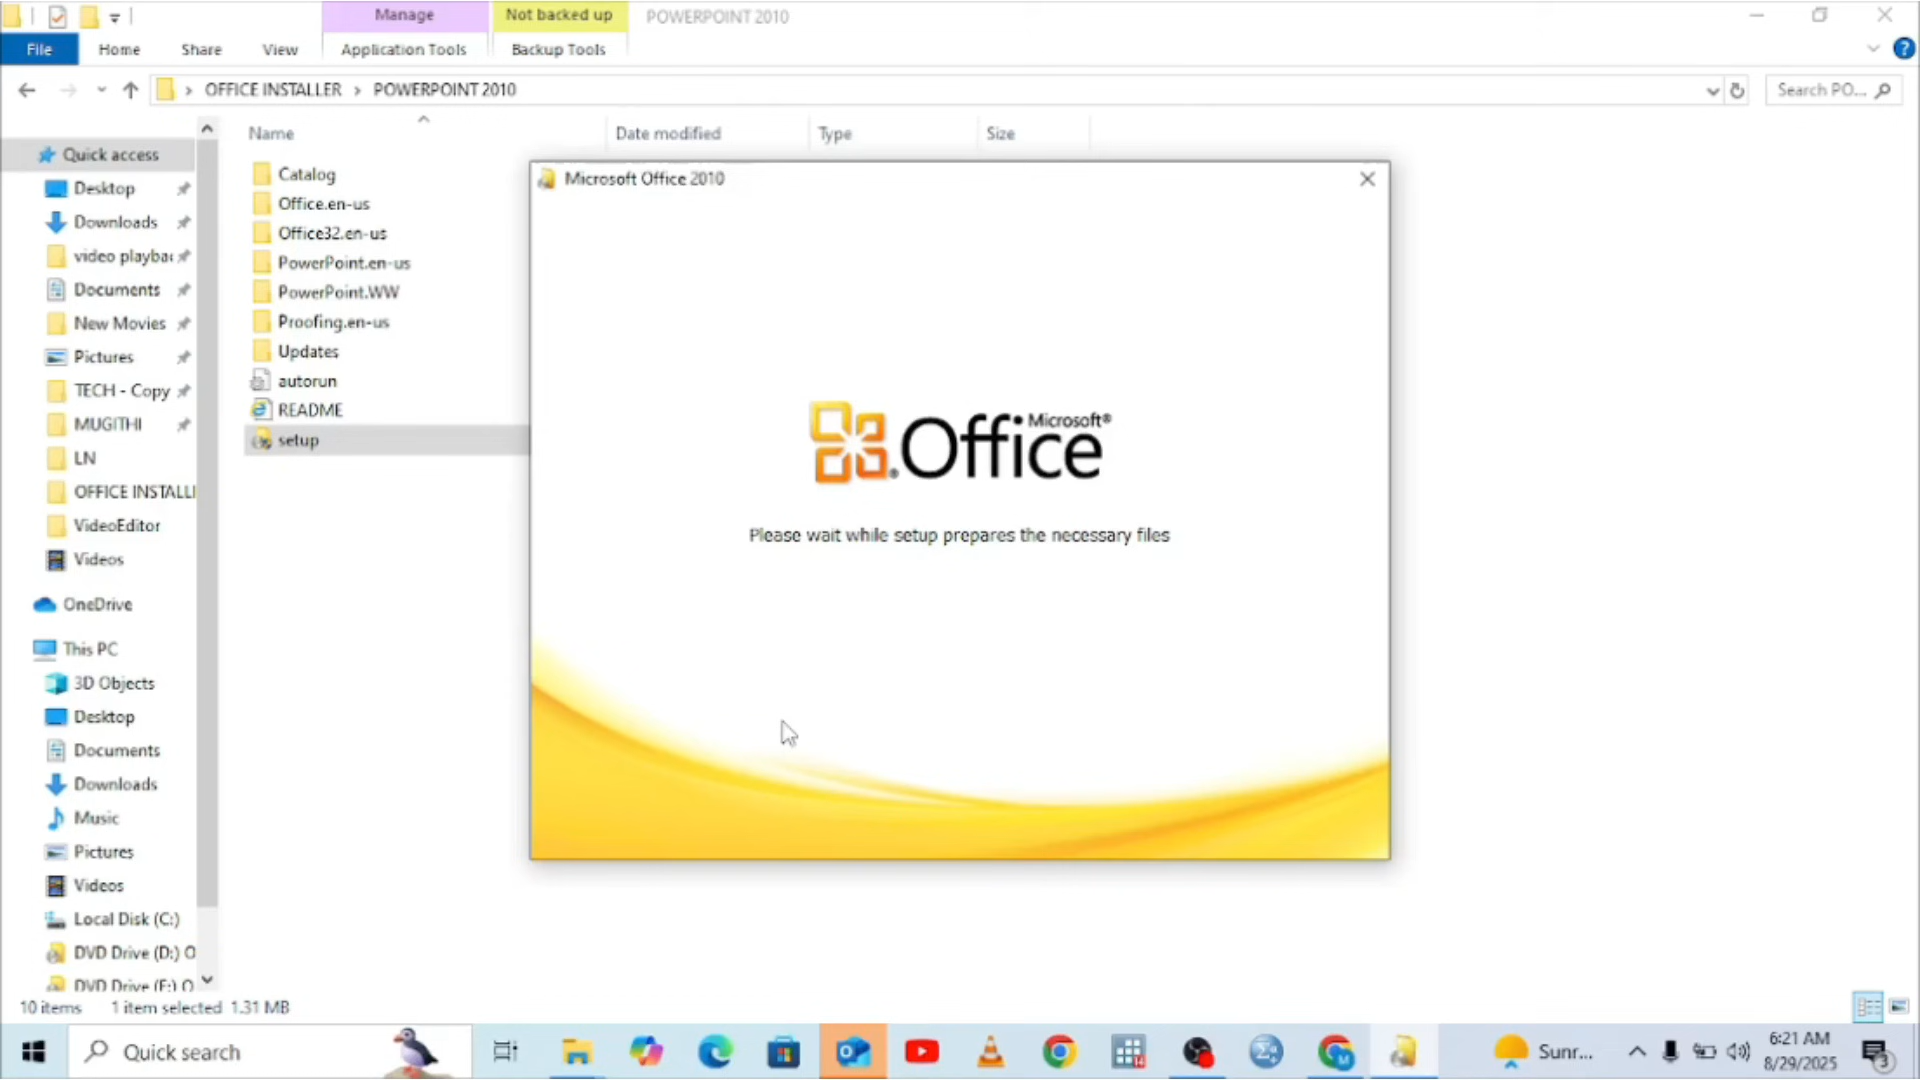 Manage
Not backed up
POWERPOINT 2010
File
Home
Share
View
Application Tools
Backup Tools
OFFICE INSTALLER > POWERPOINT 2010
Search PO...
Name
Date modified
Type
Size
Quick access
Desktop
Downloads
video playba
Documents
New Movies
Pictures
TECH - Copy
MUGITHI
LN
OFFICE INSTALL
VideoEditor
Videos
OneDrive
This PC
3D Objects
Desktop
Documents
Downloads
Music
Pictures
Videos
Local Disk (C:)
DVD Drive (D:) O
DVD Drive (F:) O
Catalog
Office.en-us
Office32.en-us
PowerPoint.en-us
PowerPoint.WW
Proofing.en-us
Updates
autorun
README
setup
Microsoft Office 2010
Microsoft®
Office
Please wait while setup prepares the necessary files
10 items
1 item selected 1.31 MB
Quick search
Sunr...
6:21 AM
8/29/2025
3